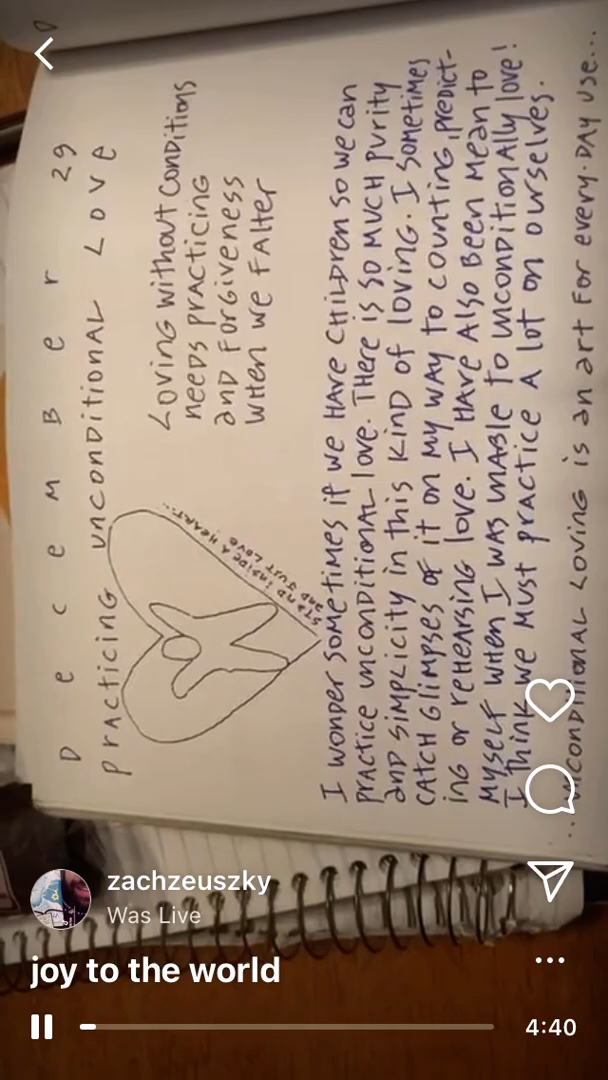 December 29
practicing unconditional love
Loving without conditions
needs practicing
and forgiveness
when we falter
stand inside a heart...
and just love
I wonder sometimes if we have children so we can
practice unconditional love. There is so much purity
and simplicity in this kind of loving. I sometimes
catch glimpses of it on my way to counting, predict-
ing or rehearsing love. I have also been mean to
myself when I was unable to unconditionally love!
I think we must practice a lot on ourselves.
...unconditional loving is an art for every-day use...
zachzeuszky
Was Live
joy to the world
4:40